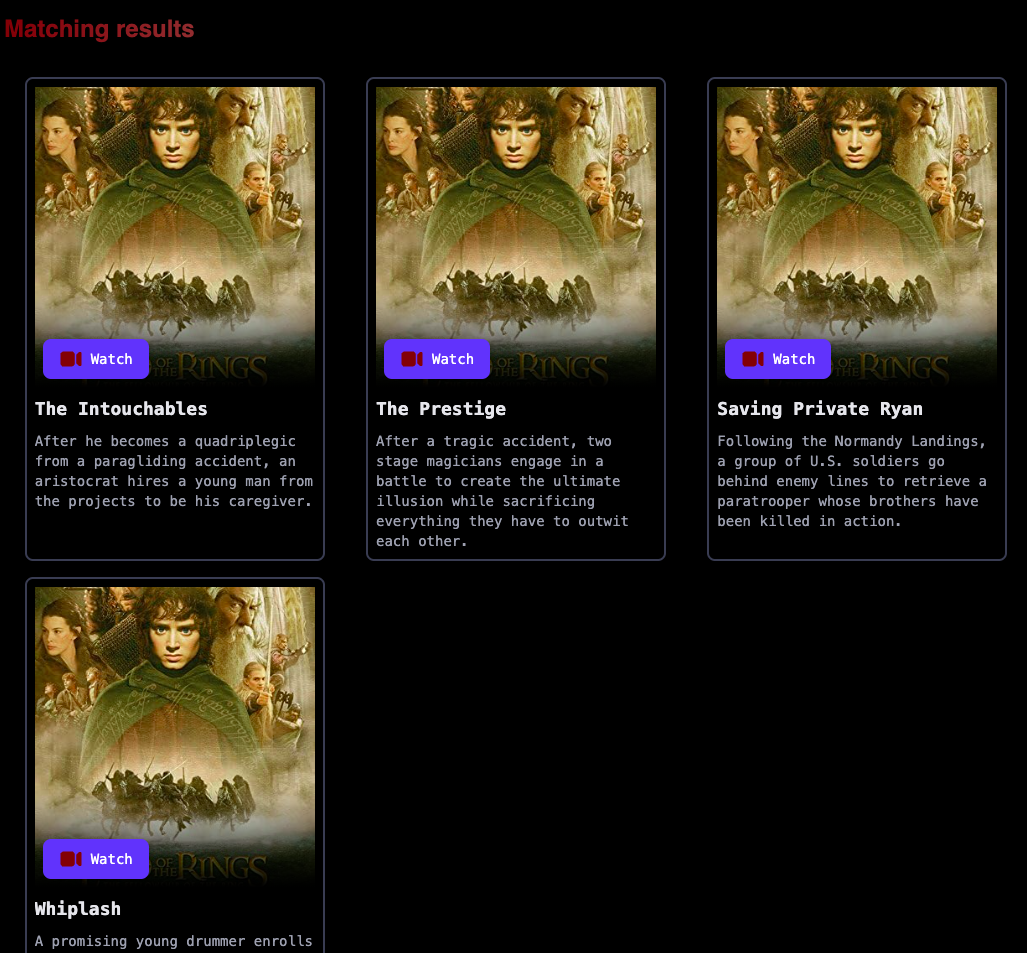 Matching results
OF
THE RINGS
Watch
The Intouchables
After he becomes a quadriplegic
from a paragliding accident, an
aristocrat hires a young man from
the projects to be his caregiver.
OF
THE RINGS
Watch
The Prestige
After a tragic accident, two
stage magicians engage in a
battle to create the ultimate
illusion while sacrificing
everything they have to outwit
each other.
OF
THE RINGS
Watch
Saving Private Ryan
Following the Normandy Landings,
a group of U.S. soldiers go
behind enemy lines to retrieve a
paratrooper whose brothers have
been killed in action.
OF
THE RINGS
Watch
Whiplash
A promising young drummer enrolls